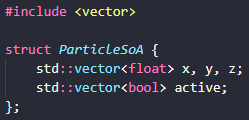 #include <vector>
struct ParticleSoA {
    std::vector<float> x, y, z;
    std::vector<bool> active;
};